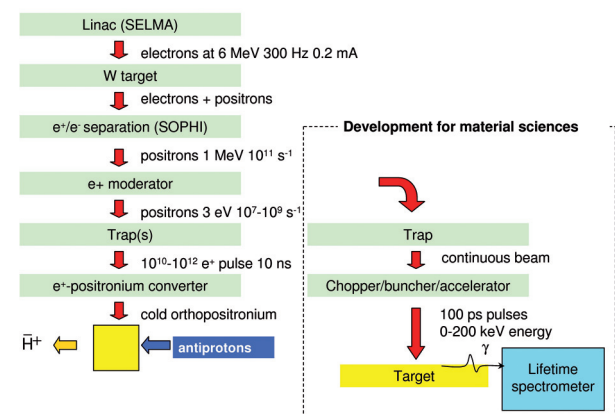 Linac (SELMA)
electrons at 6 MeV 300 Hz 0.2 mA
W target
electrons + positrons
e⁺/e⁻ separation (SOPHI)
positrons 1 MeV 10¹¹ s⁻¹
e+ moderator
positrons 3 eV 10⁷-10⁹ s⁻¹
Trap(s)
10¹⁰-10¹² e⁺ pulse 10 ns
e⁺-positronium converter
cold orthopositronium
H̄⁺
antiprotons
Development for material sciences
Trap
continuous beam
Chopper/buncher/accelerator
100 ps pulses
0-200 keV energy
γ
Target
Lifetime
spectrometer